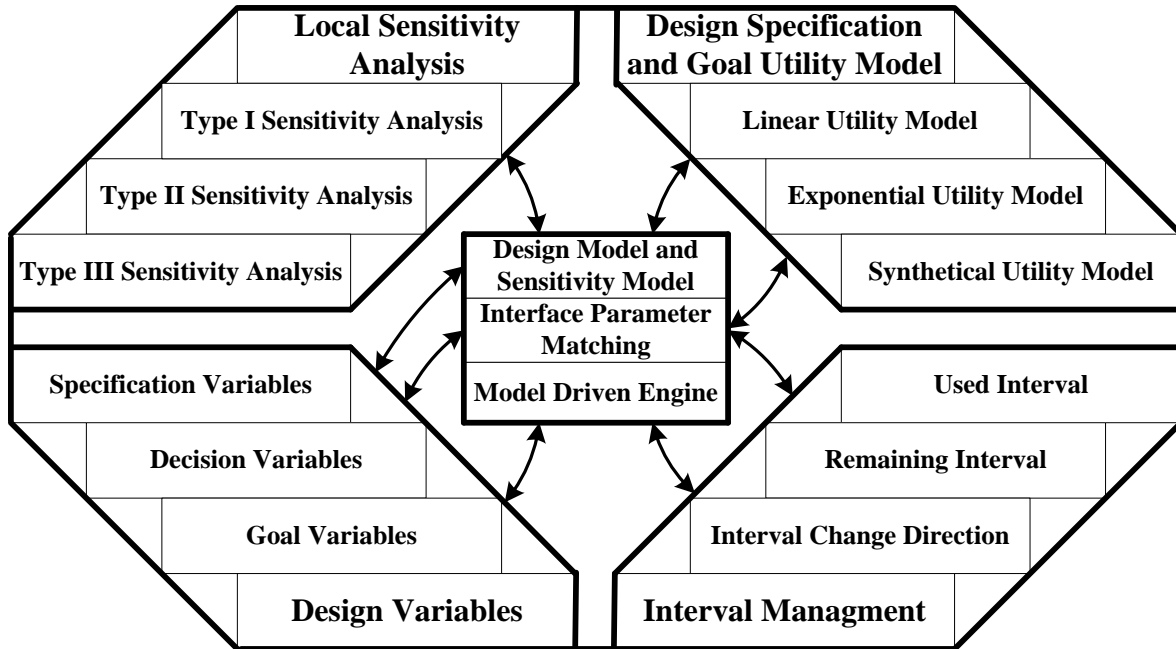 Local Sensitivity
Analysis
Type I Sensitivity Analysis
Type II Sensitivity Analysis
Type III Sensitivity Analysis
Design Specification
and Goal Utility Model
Linear Utility Model
Exponential Utility Model
Synthetical Utility Model
Design Model and
Sensitivity Model
Interface Parameter
Matching
Model Driven Engine
Specification Variables
Decision Variables
Goal Variables
Design Variables
Used Interval
Remaining Interval
Interval Change Direction
Interval Managment